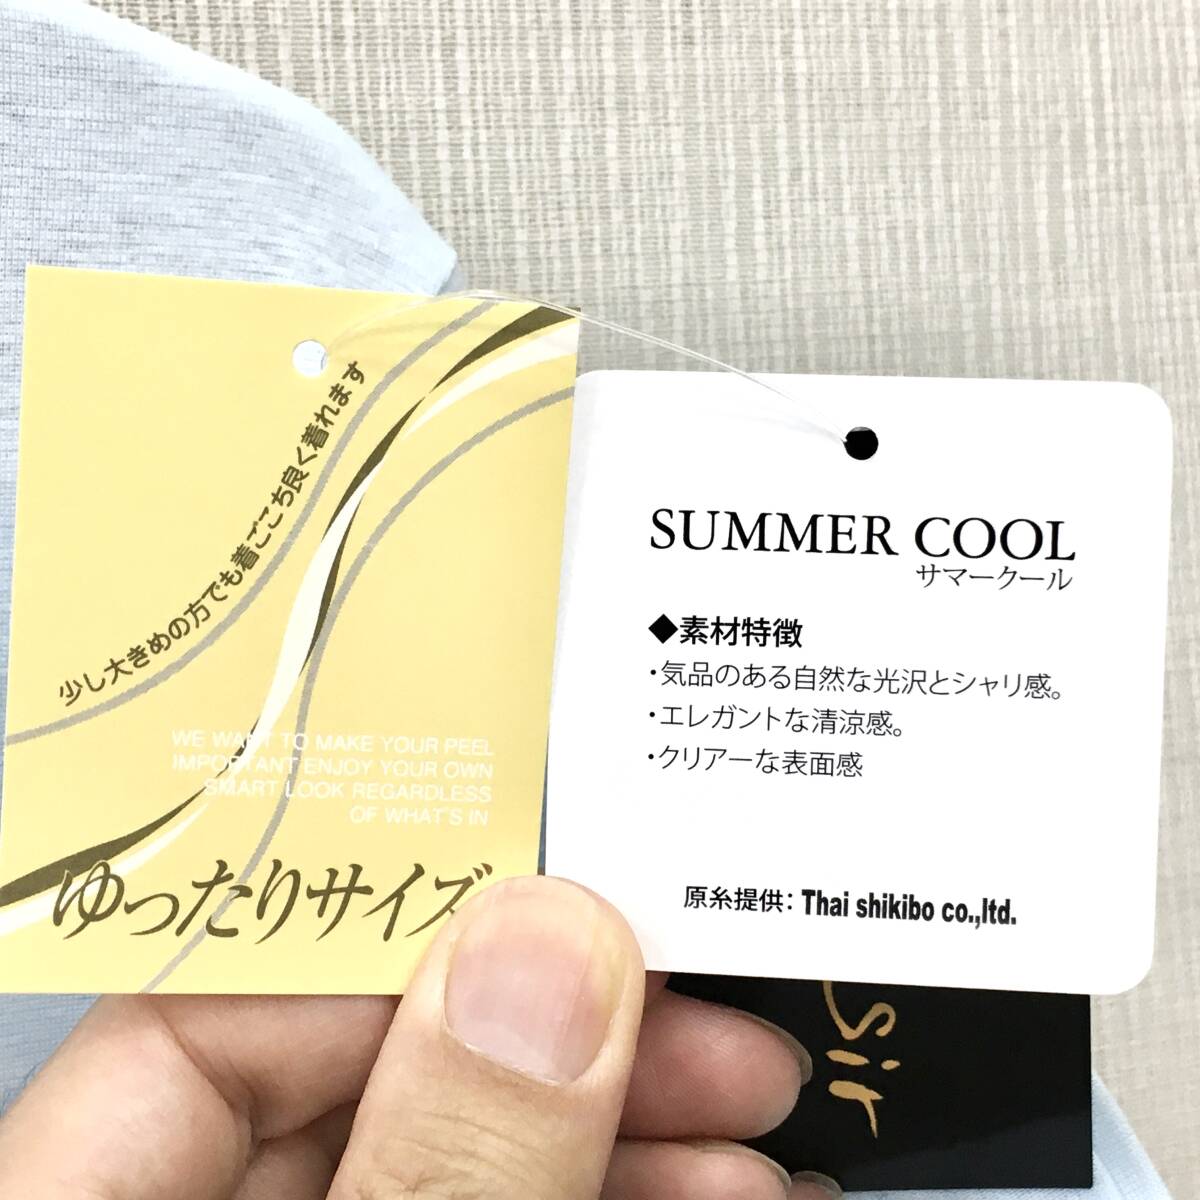 少し大きめの方でも着ごこち良く着れます
WE WANT TO MAKE YOUR PEEL
IMPORTANT ENJOY YOUR OWN
SMART LOOK REGARDLESS
OF WHAT'S IN
ゆったりサイズ
SUMMER COOL
サマークール
◆素材特徴
・気品のある自然な光沢とシャリ感。
・エレガントな清涼感。
・クリアーな表面感
原糸提供：Thai shikibo co.,ltd.
Sir